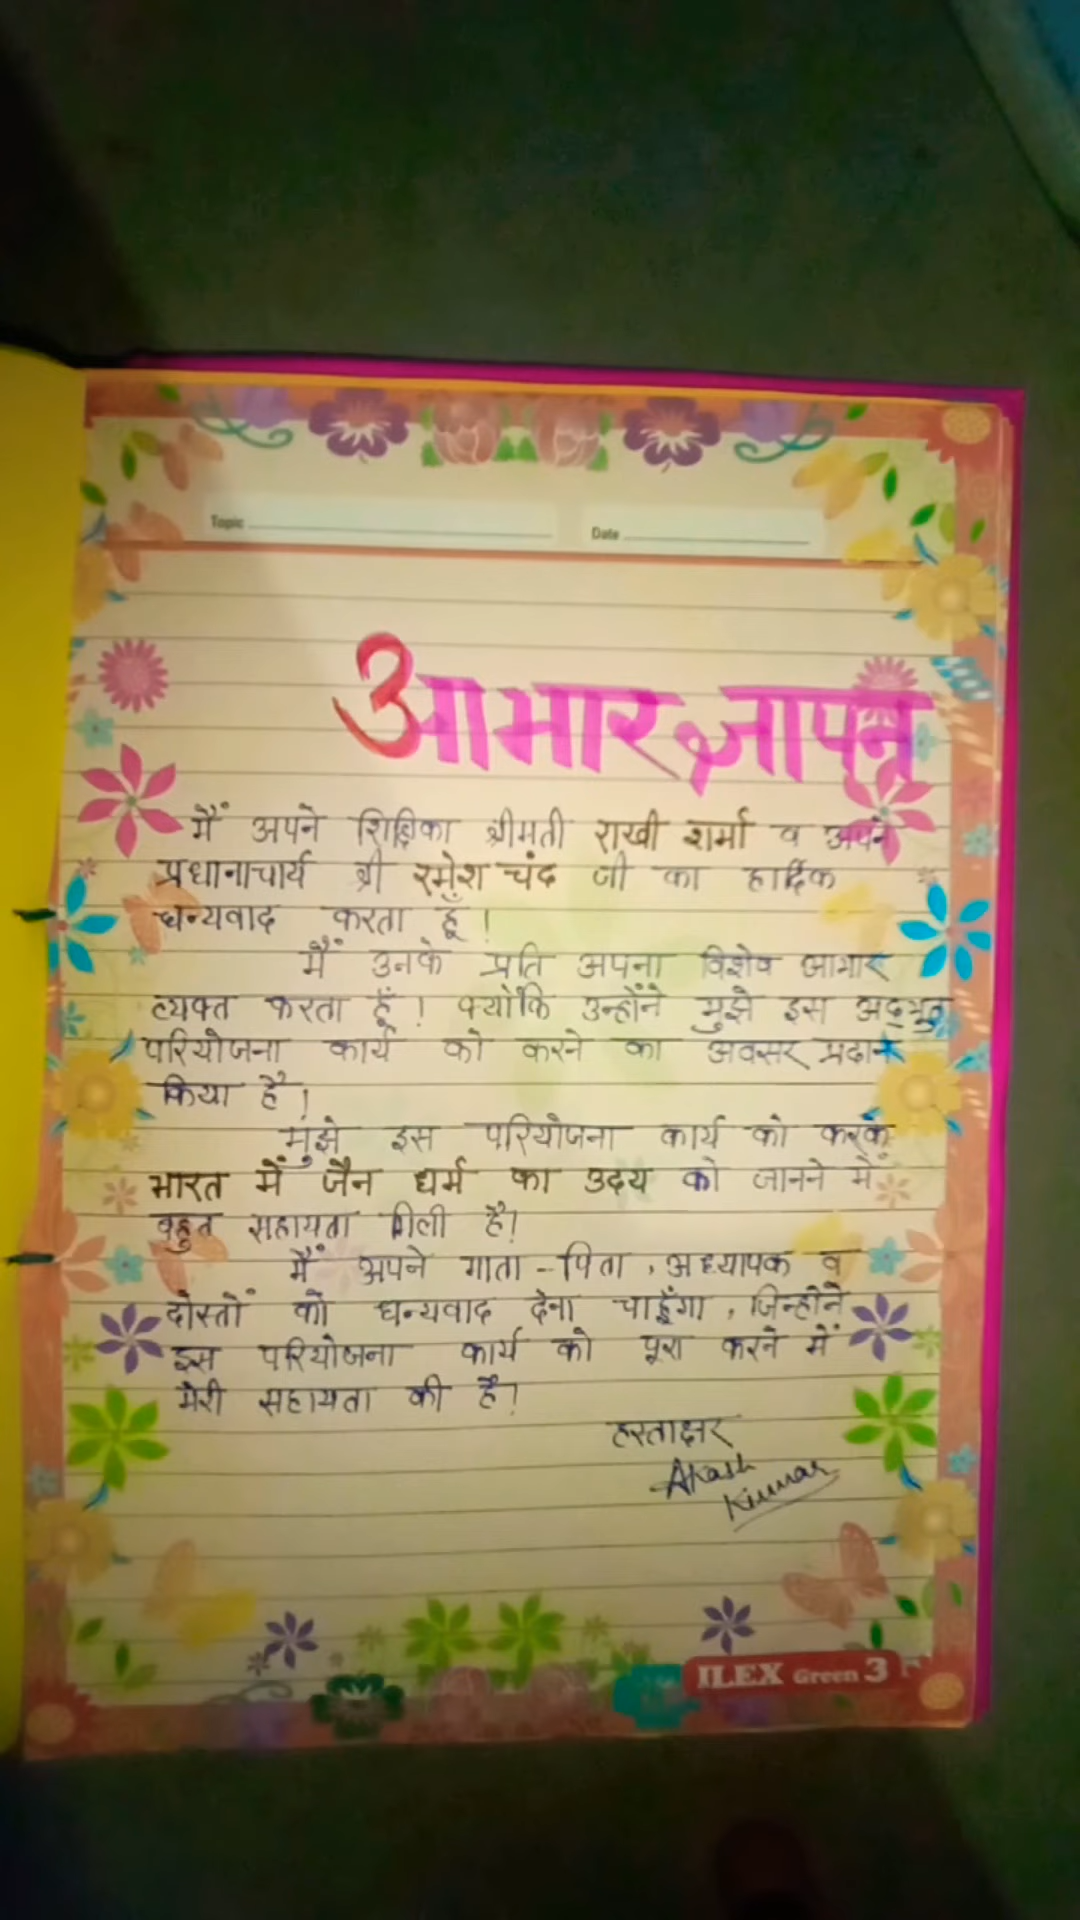 Topic
Date
आभार ज्ञापन
मैं अपने शिक्षिका श्रीमती राखी शर्मा व अपने
प्रधानाचार्य श्री रमेश चंद जी का हार्दिक
धन्यवाद करता हूँ।
मैं उनके प्रति अपना विशेष आभार
व्यक्त करता हूँ। क्योंकि उन्होंने मुझे इस अद्भुत
परियोजना कार्य को करने का अवसर प्रदान
किया है।
मुझे इस परियोजना कार्य को करके
भारत में जैन धर्म का उदय को जानने में
बहुत सहायता मिली है।
मैं अपने माता-पिता, अध्यापक व
दोस्तों को धन्यवाद देना चाहूँगा, जिन्होंने
इस परियोजना कार्य को पूरा करने में
मेरी सहायता की है।
हस्ताक्षर
Akash
Kumar
ILEX Green 3